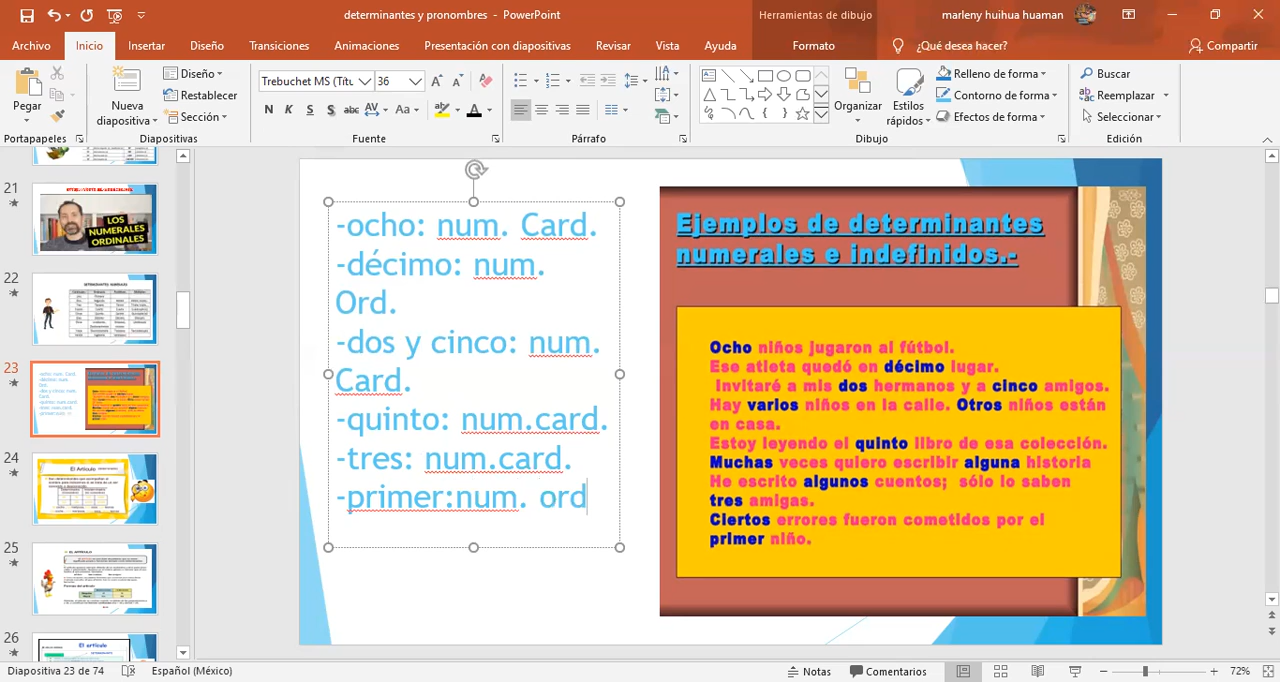 determinantes y pronombres - PowerPoint
Herramientas de dibujo
marleny huihua huaman
Archivo
Inicio
Insertar
Diseño
Transiciones
Animaciones
Presentación con diapositivas
Revisar
Vista
Ayuda
Formato
¿Qué desea hacer?
Compartir
Pegar
Portapapeles
Nueva
diapositiva
Diseño
Restablecer
Sección
Diapositivas
Trebuchet MS (Títu
36
N K S S abc AV Aa A
Fuente
Párrafo
Organizar
Estilos
rápidos
Relleno de forma
Contorno de forma
Efectos de forma
Dibujo
Buscar
Reemplazar
Seleccionar
Edición
21
LOS
NUMERALES
ORDINALES
22
23
24
El Artículo
25
EL ARTÍCULO
26
El artículo
-ocho: num. Card.
-décimo: num.
Ord.
-dos y cinco: num.
Card.
-quinto: num.card.
-tres: num.card.
-primer:num. ord
Ejemplos de determinantes
numerales e indefinidos.-
Ocho niños jugaron al fútbol.
Ese atleta quedó en décimo lugar.
Invitaré a mis dos hermanos y a cinco amigos.
Hay varios niños en la calle. Otros niños están
en casa.
Estoy leyendo el quinto libro de esa colección.
Muchas veces quiero escribir alguna historia
He escrito algunos cuentos; sólo lo saben
tres amigas.
Ciertos errores fueron cometidos por el
primer niño.
Diapositiva 23 de 74
Español (México)
Notas
Comentarios
72%